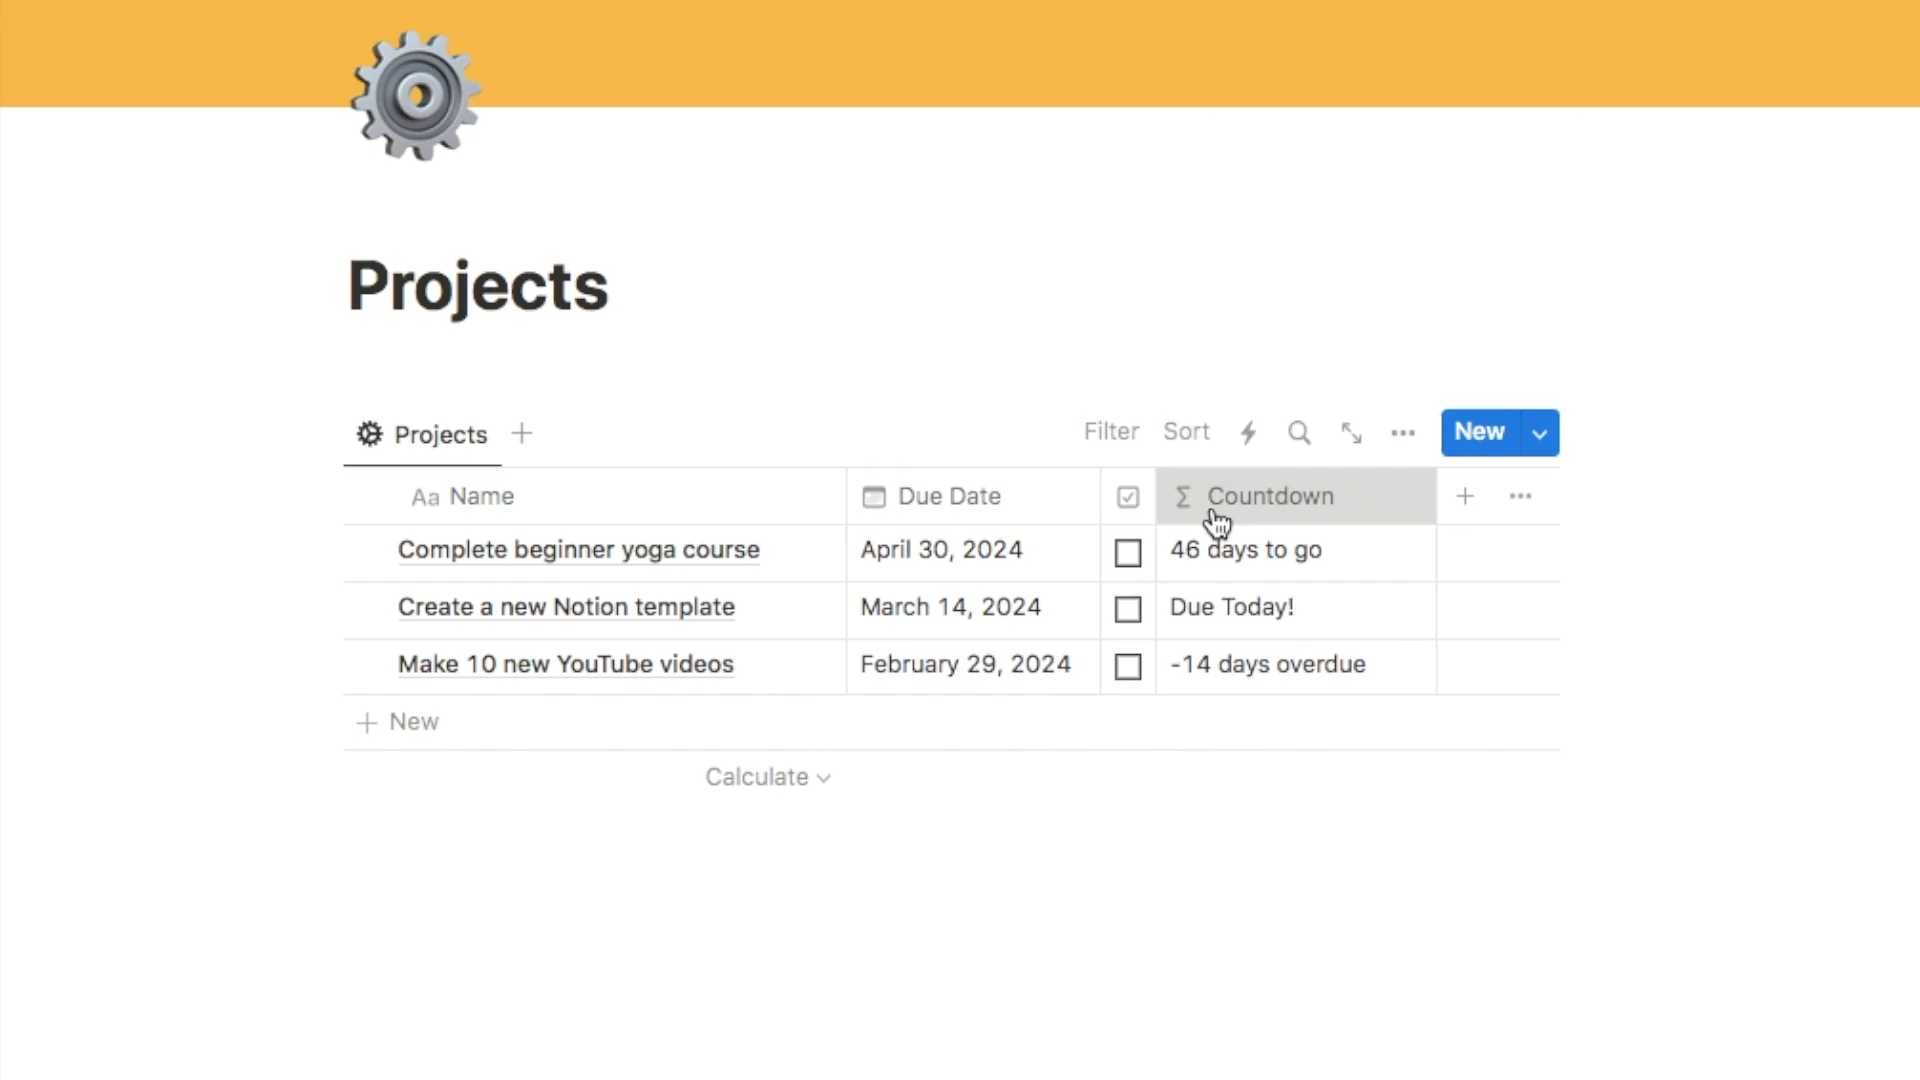 Projects
Projects
Filter Sort New
Aa Name Due Date Σ Countdown
Complete beginner yoga course April 30, 2024 46 days to go
Create a new Notion template March 14, 2024 Due Today!
Make 10 new YouTube videos February 29, 2024 -14 days overdue
+ New
Calculate